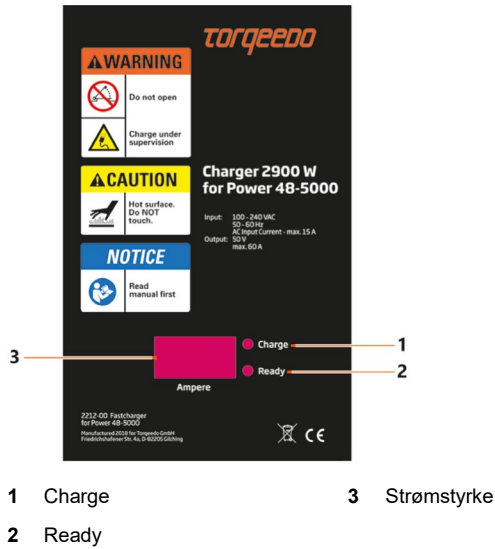 TORQEEDO
WARNING
Do not open
Charge under
supervision
CAUTION
Hot surface.
Do NOT
touch.
NOTICE
Read
manual first
Charger 2900 W
for Power 48-5000
Input: 100 - 240 VAC
50 - 60 Hz
AC Input Current - max. 15 A
Output: 50 V
max. 60 A
Charge
1
3
Ready
2
Ampere
2212-00 Fastcharger
for Power 48-5000
Manufactured 2018 for Torqeedo GmbH
Friedrichshafener Str. 4a, D-82205 Gilching
CE
1 Charge
3 Strømstyrke
2 Ready